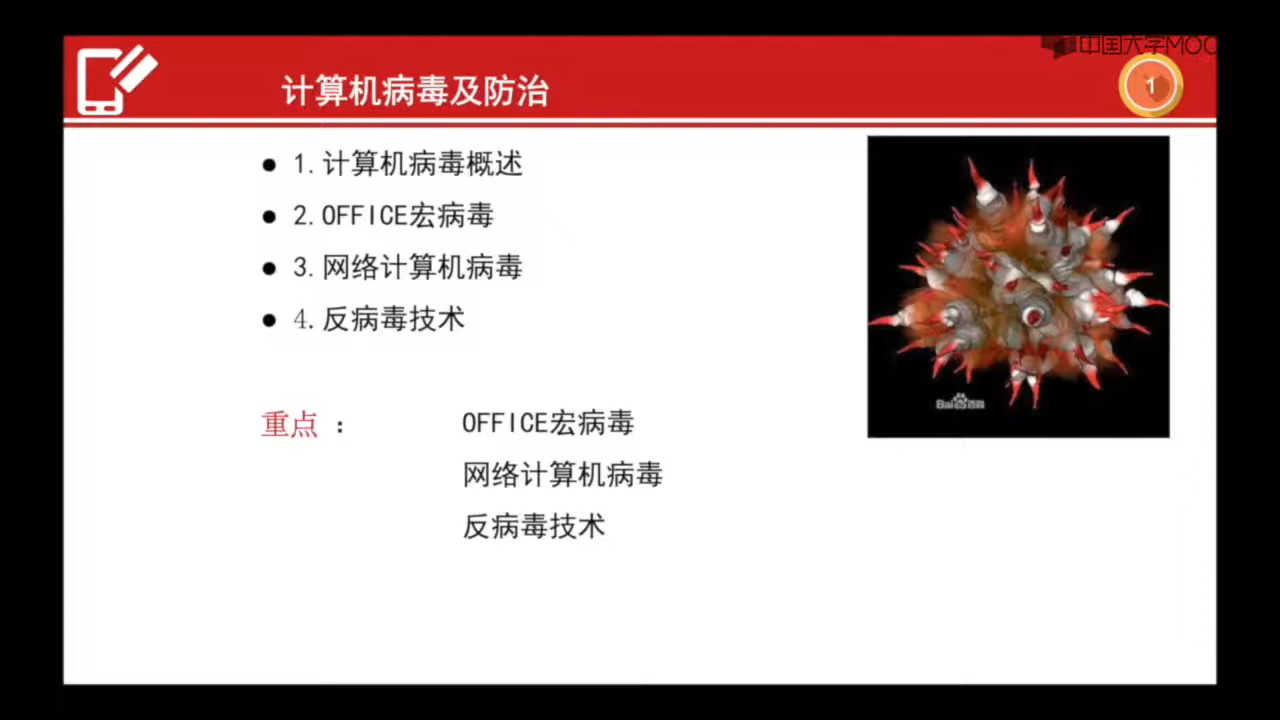 中国大学MOO
计算机病毒及防治
1
● 1.计算机病毒概述
● 2.OFFICE宏病毒
● 3.网络计算机病毒
● 4.反病毒技术
重点 : OFFICE宏病毒
网络计算机病毒
反病毒技术
Bai百科